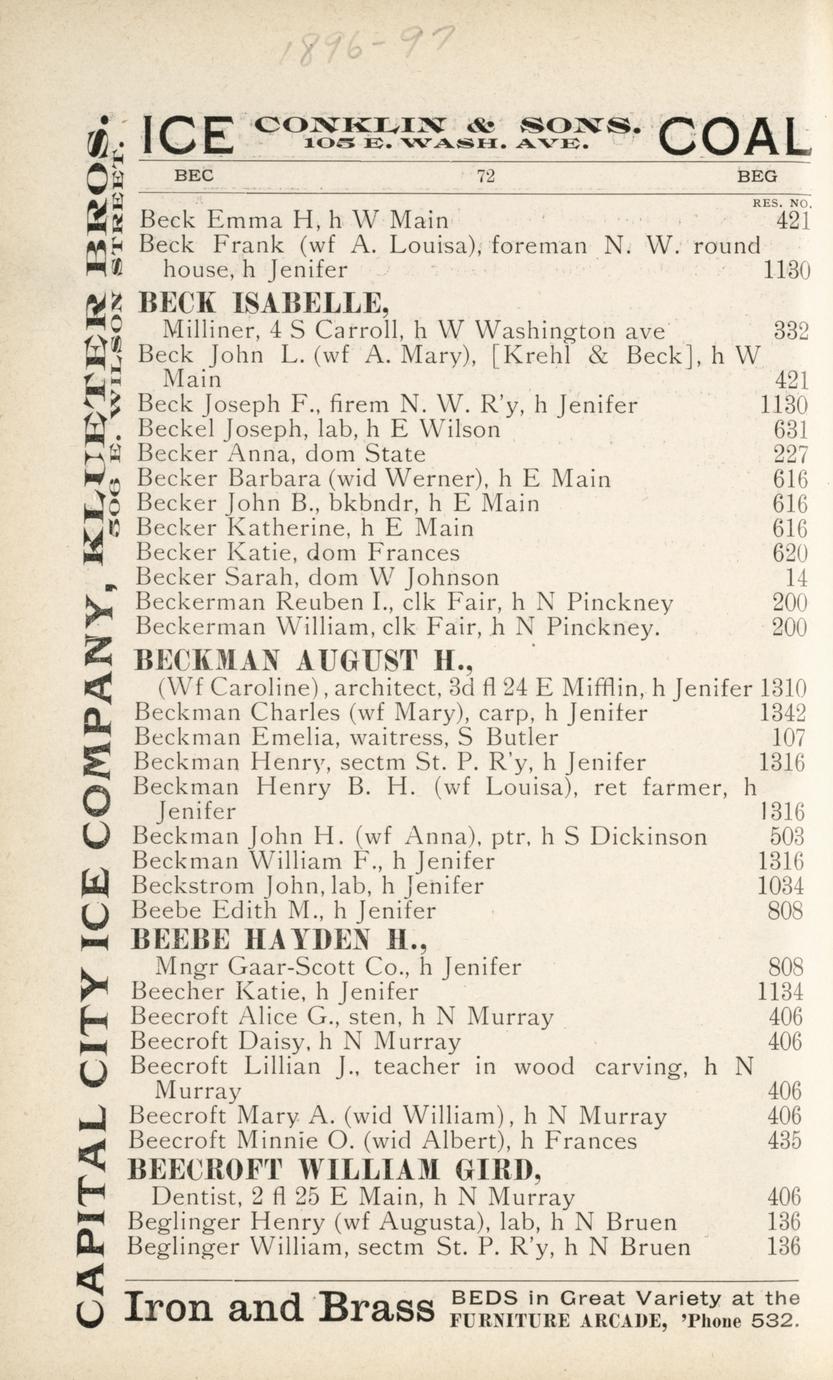 1896-97
ICE CONKLIN & SONS. 105 E. WASH. AVE. COAL
BEC 72 BEG
RES. NO.
Beck Emma H, h W Main 421
Beck Frank (wf A. Louisa), foreman N. W. round
house, h Jenifer 1130
BECK ISABELLE,
Milliner, 4 S Carroll, h W Washington ave 332
Beck John L. (wf A. Mary), [Krehl & Beck], h W
Main 421
Beck Joseph F., firem N. W. R'y, h Jenifer 1130
Beckel Joseph, lab, h E Wilson 631
Becker Anna, dom State 227
Becker Barbara (wid Werner), h E Main 616
Becker John B., bkbndr, h E Main 616
Becker Katherine, h E Main 616
Becker Katie, dom Frances 620
Becker Sarah, dom W Johnson 14
Beckerman Reuben I., clk Fair, h N Pinckney 200
Beckerman William, clk Fair, h N Pinckney. 200
BECKMAN AUGUST H.,
(Wf Caroline), architect, 3d fl 24 E Mifflin, h Jenifer 1310
Beckman Charles (wf Mary), carp, h Jenifer 1342
Beckman Emelia, waitress, S Butler 107
Beckman Henry, sectm St. P. R'y, h Jenifer 1316
Beckman Henry B. H. (wf Louisa), ret farmer, h
Jenifer 1316
Beckman John H. (wf Anna), ptr, h S Dickinson 503
Beckman William F., h Jenifer 1316
Beckstrom John, lab, h Jenifer 1034
Beebe Edith M., h Jenifer 808
BEEBE HAYDEN H.,
Mngr Gaar-Scott Co., h Jenifer 808
Beecher Katie, h Jenifer 1134
Beecroft Alice G., sten, h N Murray 406
Beecroft Daisy, h N Murray 406
Beecroft Lillian J., teacher in wood carving, h N
Murray 406
Beecroft Mary A. (wid William), h N Murray 406
Beecroft Minnie O. (wid Albert), h Frances 435
BEECROFT WILLIAM GIRD,
Dentist, 2 fl 25 E Main, h N Murray 406
Beglinger Henry (wf Augusta), lab, h N Bruen 136
Beglinger William, sectm St. P. R'y, h N Bruen 136
Iron and Brass BEDS in Great Variety at the
FURNITURE ARCADE, 'Phone 532.
CAPITAL CITY ICE COMPANY, KLUETER BROS.
506 E. WILSON STREET.